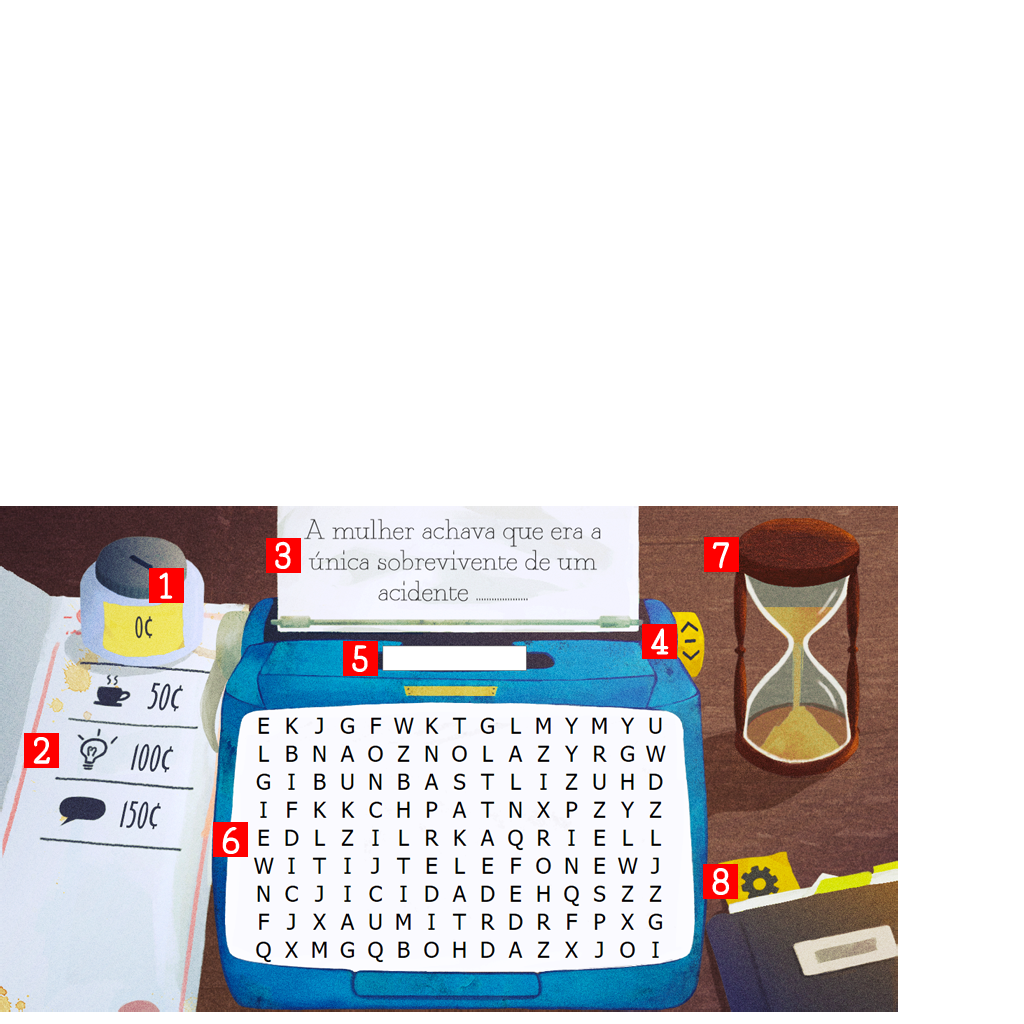 A mulher achava que era a
3
única sobrevivente de um
acidente ....................
7
1
0¢
4
5
50¢
2
100¢
150¢
E K J G F W K T G L M Y M Y U
L B N A O Z N O L A Z Y R G W
G I B U N B A S T L I Z U H D
I F K K C H P A T N X P Z Y Z
6
E D L Z I L R K A Q R I E L L
W I T I J T E L E F O N E W J
8
N C J I C I D A D E H Q S Z Z
F J X A U M I T R D R F P X G
Q X M G Q B O H D A Z X J O I